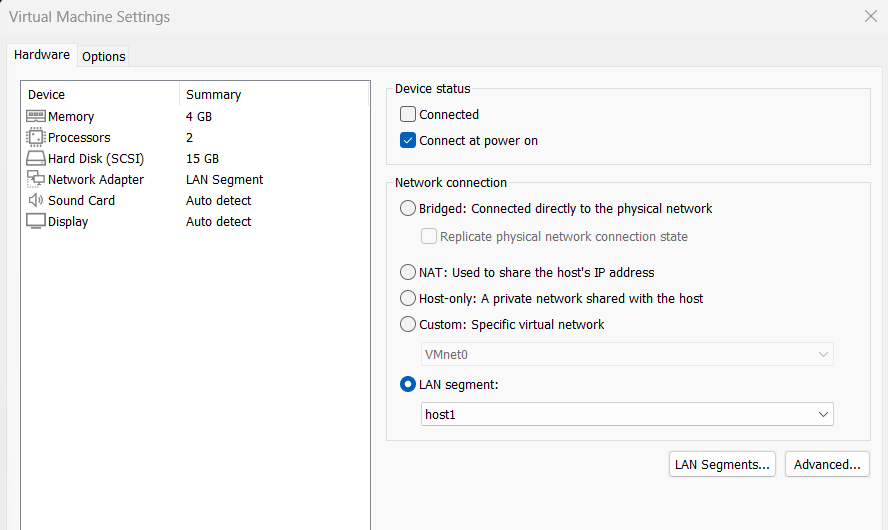 Virtual Machine Settings
Hardware
Options
Device Summary
Memory 4 GB
Processors 2
Hard Disk (SCSI) 15 GB
Network Adapter LAN Segment
Sound Card Auto detect
Display Auto detect
Device status
Connected
Connect at power on
Network connection
Bridged: Connected directly to the physical network
Replicate physical network connection state
NAT: Used to share the host's IP address
Host-only: A private network shared with the host
Custom: Specific virtual network
VMnet0
LAN segment:
host1
LAN Segments... Advanced...